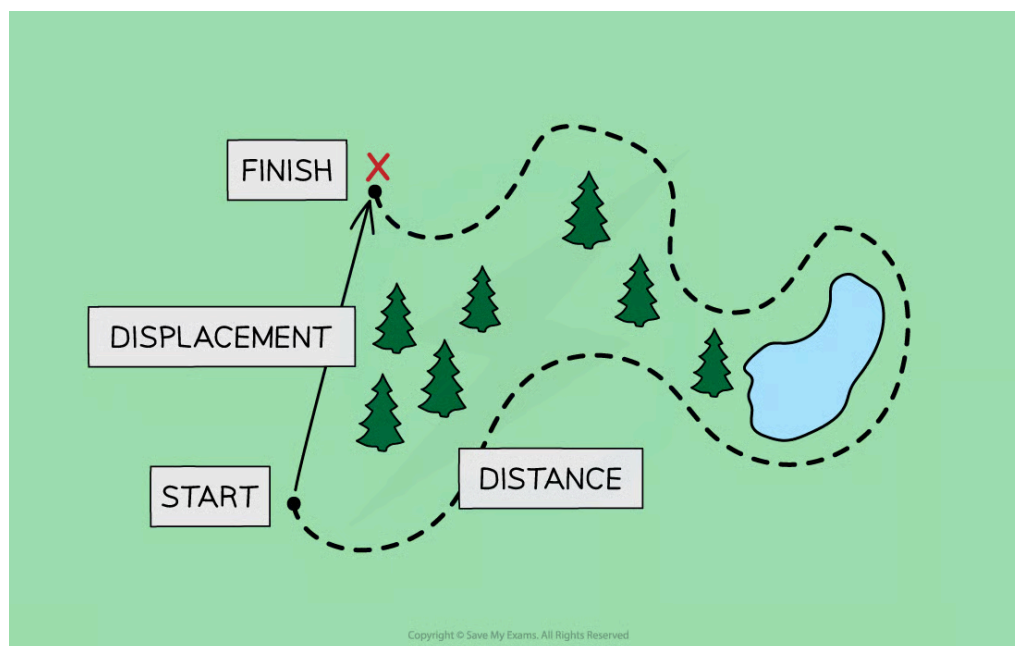 FINISH
X
DISPLACEMENT
START
DISTANCE
Copyright © Save My Exams. All Rights Reserved